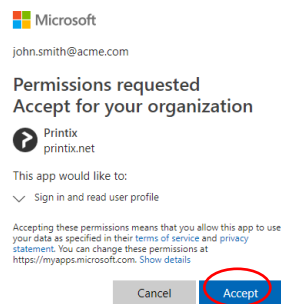 Microsoft
john.smith@acme.com
Permissions requested
Accept for your organization
Printix
printix.net
This app would like to:
Sign in and read user profile
Accepting these permissions means that you allow this app to use
your data as specified in their terms of service and privacy
statement. You can change these permissions at
https://myapps.microsoft.com. Show details
Cancel
Accept